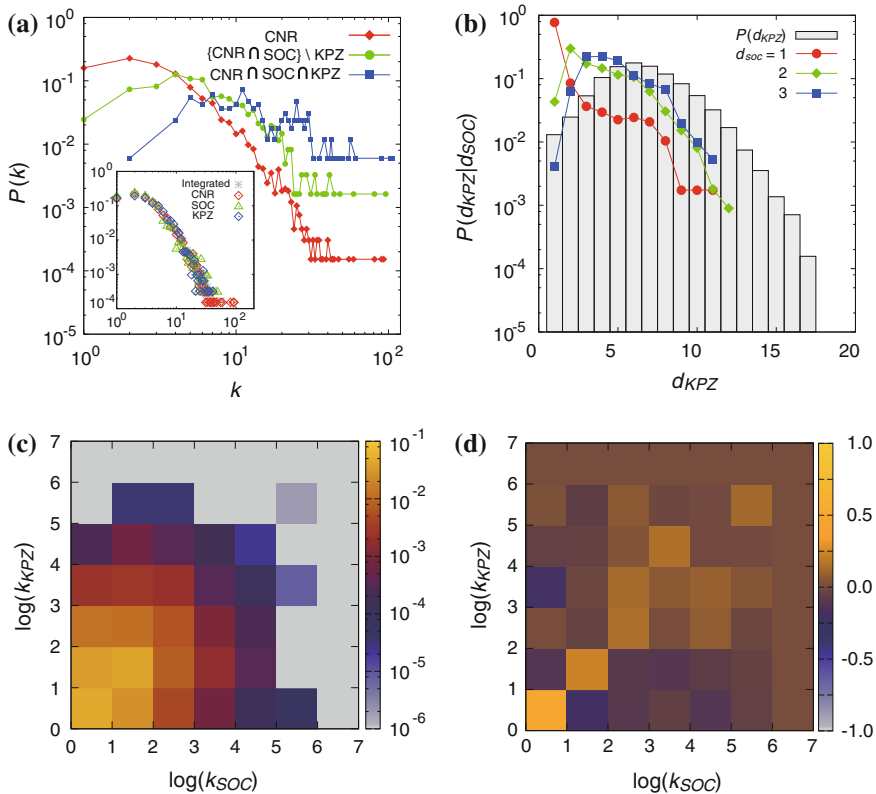 (a)
CNR
{CNR ∩ SOC} \ KPZ
CNR ∩ SOC ∩ KPZ
10^0
10^-1
10^-2
10^-3
10^-4
10^-5
P(k)
10^0 10^1 10^2
k
Integrated
CNR
SOC
KPZ
10^0
10^-1
10^-2
10^-3
10^-4
10^0 10^1 10^2
(b)
P(d_KPZ)
d_SOC = 1
2
3
10^0
10^-1
10^-2
10^-3
10^-4
10^-5
P(d_KPZ|d_SOC)
0 5 10 15 20
d_KPZ
(c)
7
6
5
4
3
2
1
0
log(k_KPZ)
0 1 2 3 4 5 6 7
log(k_SOC)
10^-1
10^-2
10^-3
10^-4
10^-5
10^-6
(d)
7
6
5
4
3
2
1
0
log(k_KPZ)
0 1 2 3 4 5 6 7
log(k_SOC)
1.0
0.5
0.0
-0.5
-1.0